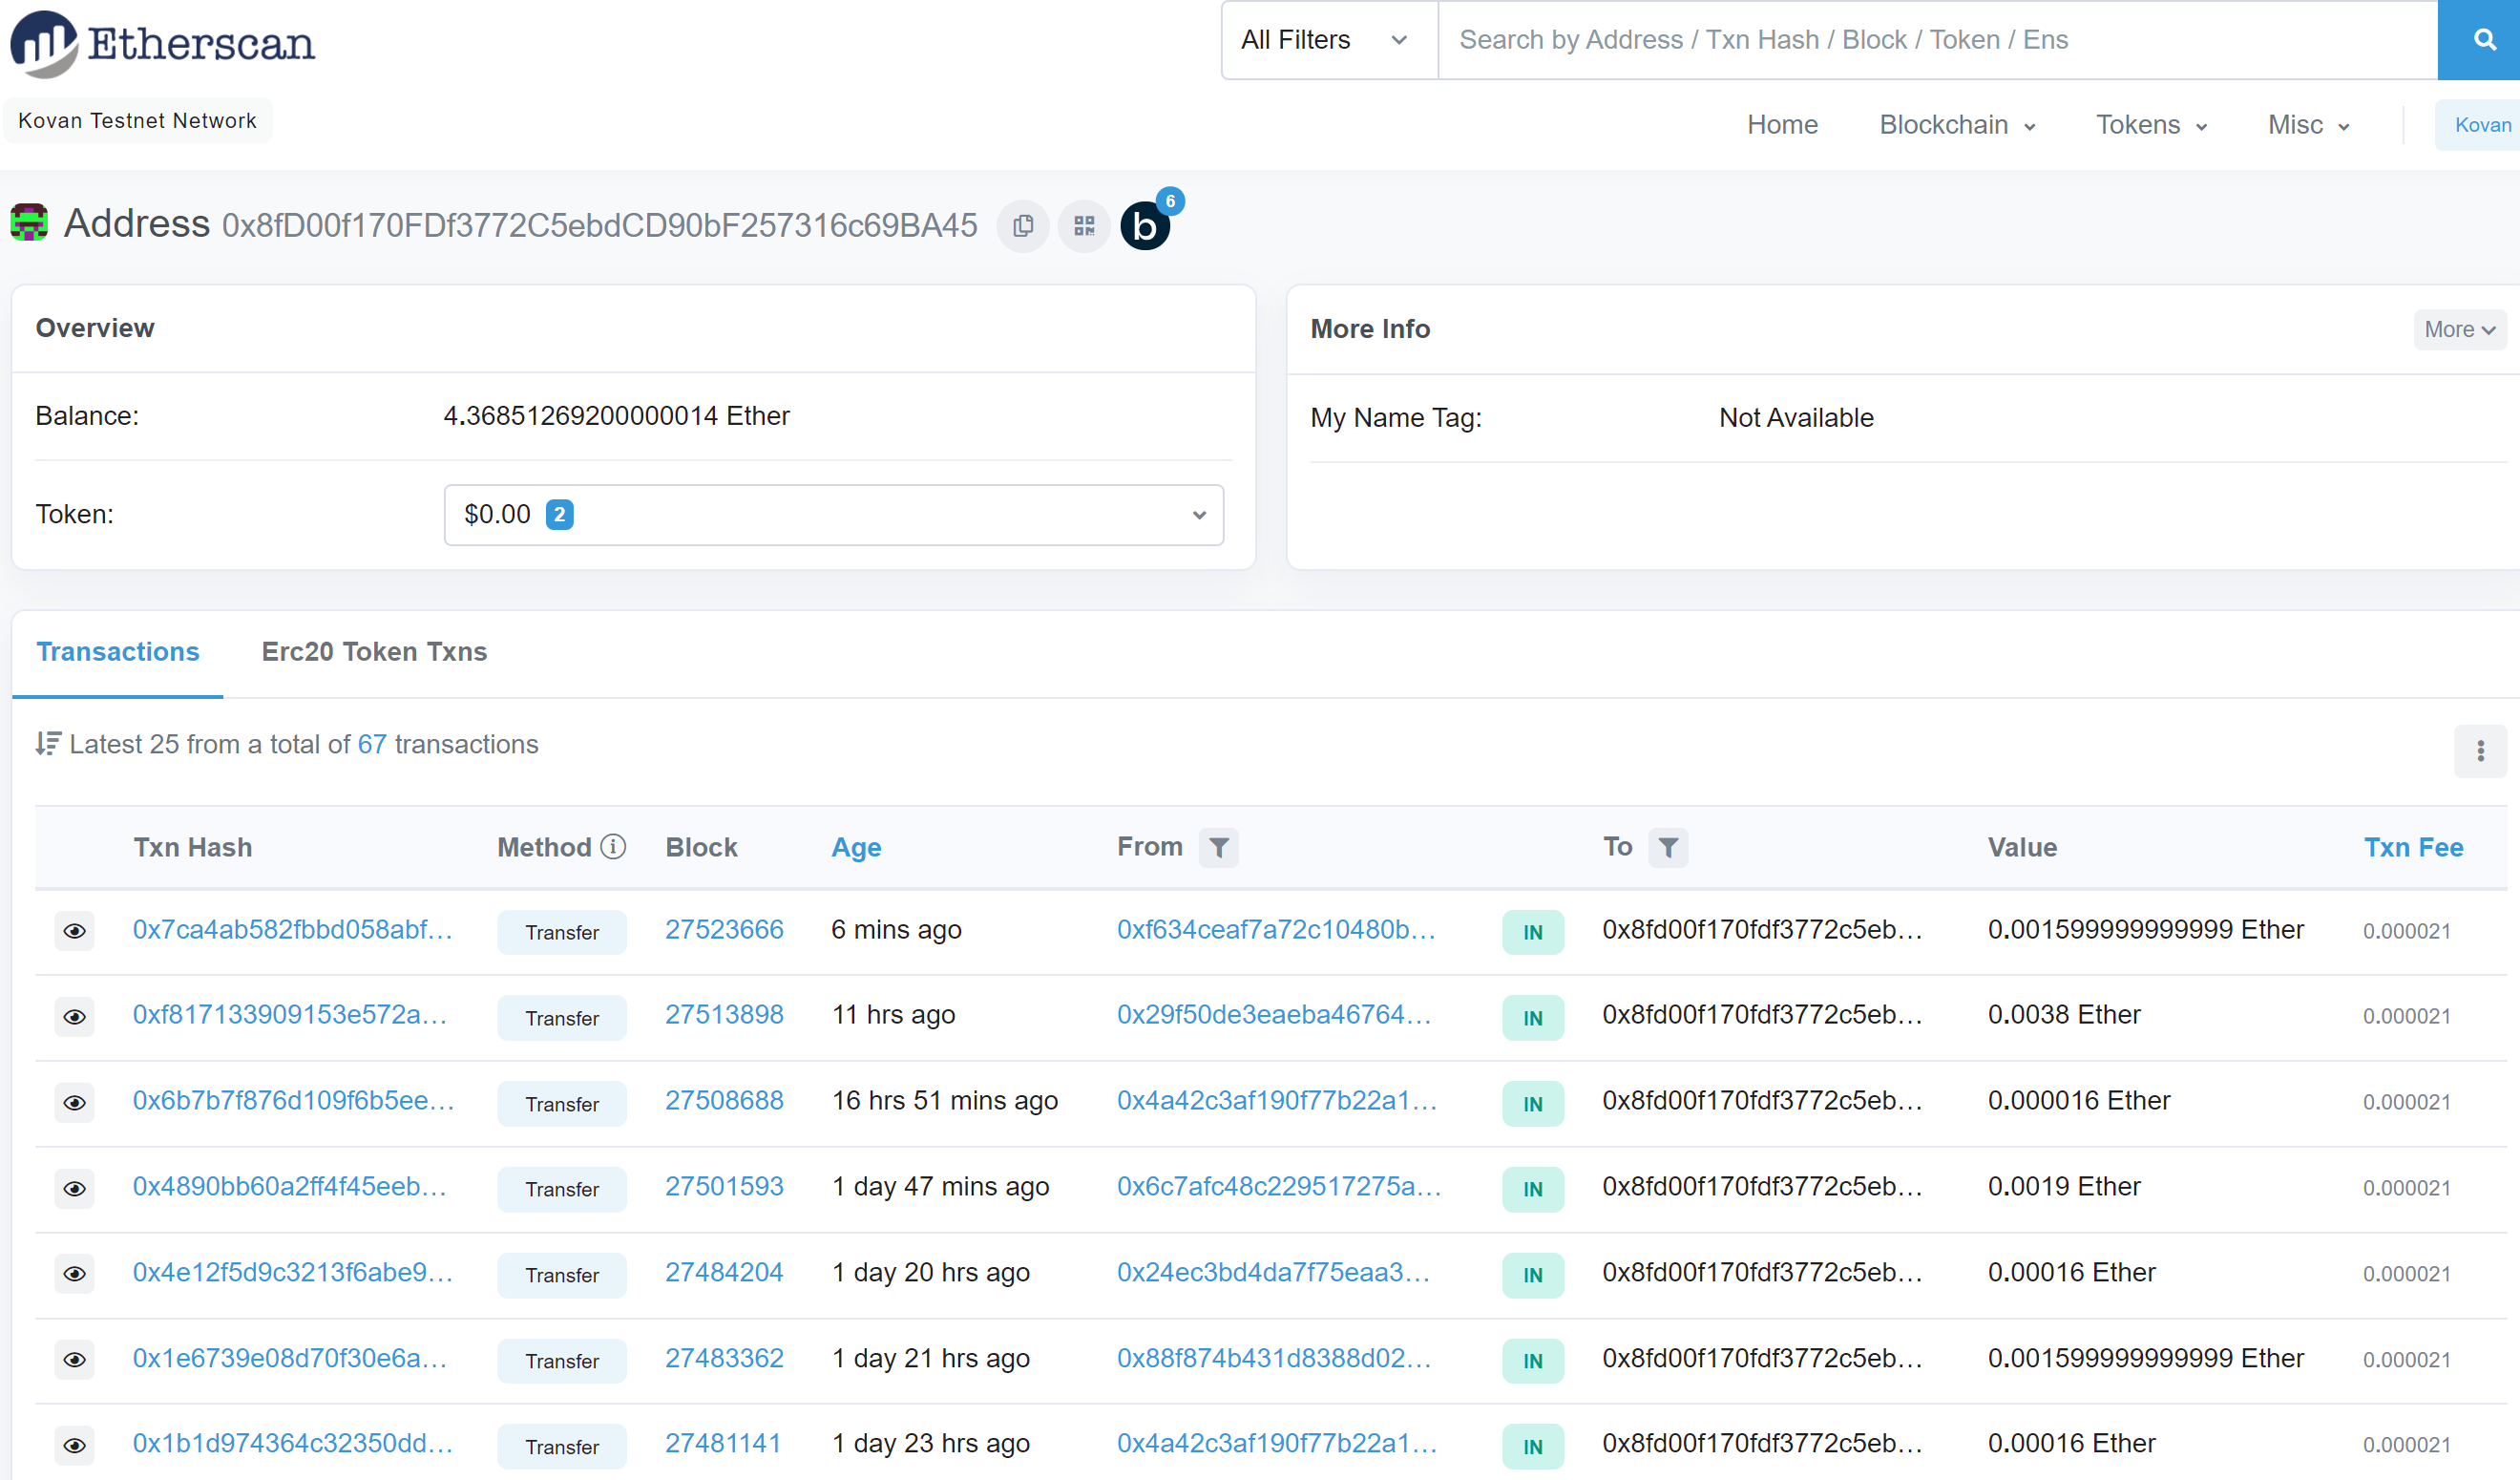 Etherscan
All Filters
Search by Address / Txn Hash / Block / Token / Ens
Kovan Testnet Network
Home Blockchain Tokens Misc Kovan
Address 0x8fD00f170FDf3772C5ebdCD90bF257316c69BA45 b 6
Overview
Balance: 4.36851269200000014 Ether
Token: $0.00 2
More Info More
My Name Tag: Not Available
Transactions Erc20 Token Txns
Latest 25 from a total of 67 transactions
Txn Hash Method Block Age From To Value Txn Fee
0x7ca4ab582fbbd058abf... Transfer 27523666 6 mins ago 0xf634ceaf7a72c10480b... IN 0x8fd00f170fdf3772c5eb... 0.001599999999999 Ether 0.000021
0xf817133909153e572a... Transfer 27513898 11 hrs ago 0x29f50de3eaeba46764... IN 0x8fd00f170fdf3772c5eb... 0.0038 Ether 0.000021
0x6b7b7f876d109f6b5ee... Transfer 27508688 16 hrs 51 mins ago 0x4a42c3af190f77b22a1... IN 0x8fd00f170fdf3772c5eb... 0.000016 Ether 0.000021
0x4890bb60a2ff4f45eeb... Transfer 27501593 1 day 47 mins ago 0x6c7afc48c229517275a... IN 0x8fd00f170fdf3772c5eb... 0.0019 Ether 0.000021
0x4e12f5d9c3213f6abe9... Transfer 27484204 1 day 20 hrs ago 0x24ec3bd4da7f75eaa3... IN 0x8fd00f170fdf3772c5eb... 0.00016 Ether 0.000021
0x1e6739e08d70f30e6a... Transfer 27483362 1 day 21 hrs ago 0x88f874b431d8388d02... IN 0x8fd00f170fdf3772c5eb... 0.001599999999999 Ether 0.000021
0x1b1d974364c32350dd... Transfer 27481141 1 day 23 hrs ago 0x4a42c3af190f77b22a1... IN 0x8fd00f170fdf3772c5eb... 0.00016 Ether 0.000021